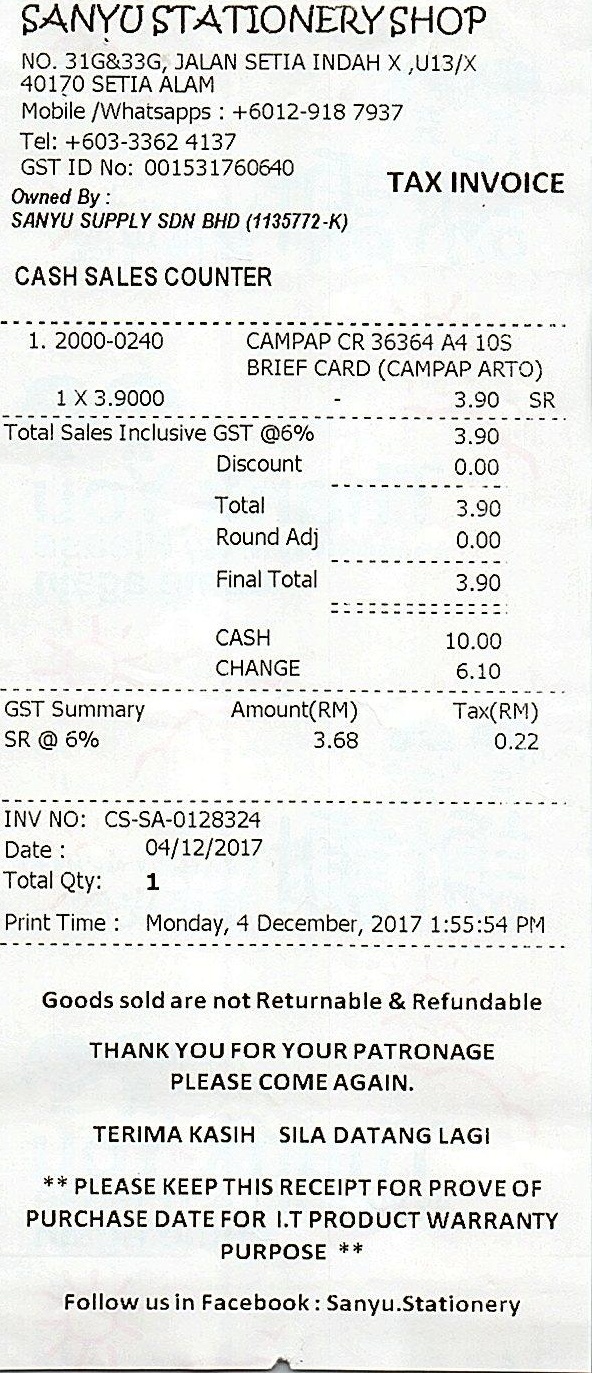 SANYU STATIONERY SHOP
NO. 31G&33G, JALAN SETIA INDAH X ,U13/X
40170 SETIA ALAM
Mobile /Whatsapps : +6012-918 7937
Tel: +603-3362 4137
GST ID No: 001531760640
TAX INVOICE
Owned By :
SANYU SUPPLY SDN BHD (1135772-K)
CASH SALES COUNTER
1. 2000-0240 CAMPAP CR 36364 A4 10S
BRIEF CARD (CAMPAP ARTO)
1 X 3.9000 - 3.90 SR
Total Sales Inclusive GST @6% 3.90
Discount 0.00
Total 3.90
Round Adj 0.00
Final Total 3.90
CASH 10.00
CHANGE 6.10
GST Summary Amount(RM) Tax(RM)
SR @ 6% 3.68 0.22
INV NO: CS-SA-0128324
Date : 04/12/2017
Total Qty: 1
Print Time : Monday, 4 December, 2017 1:55:54 PM
Goods sold are not Returnable & Refundable
THANK YOU FOR YOUR PATRONAGE
PLEASE COME AGAIN.
TERIMA KASIH SILA DATANG LAGI
** PLEASE KEEP THIS RECEIPT FOR PROVE OF
PURCHASE DATE FOR I.T PRODUCT WARRANTY
PURPOSE **
Follow us in Facebook : Sanyu.Stationery